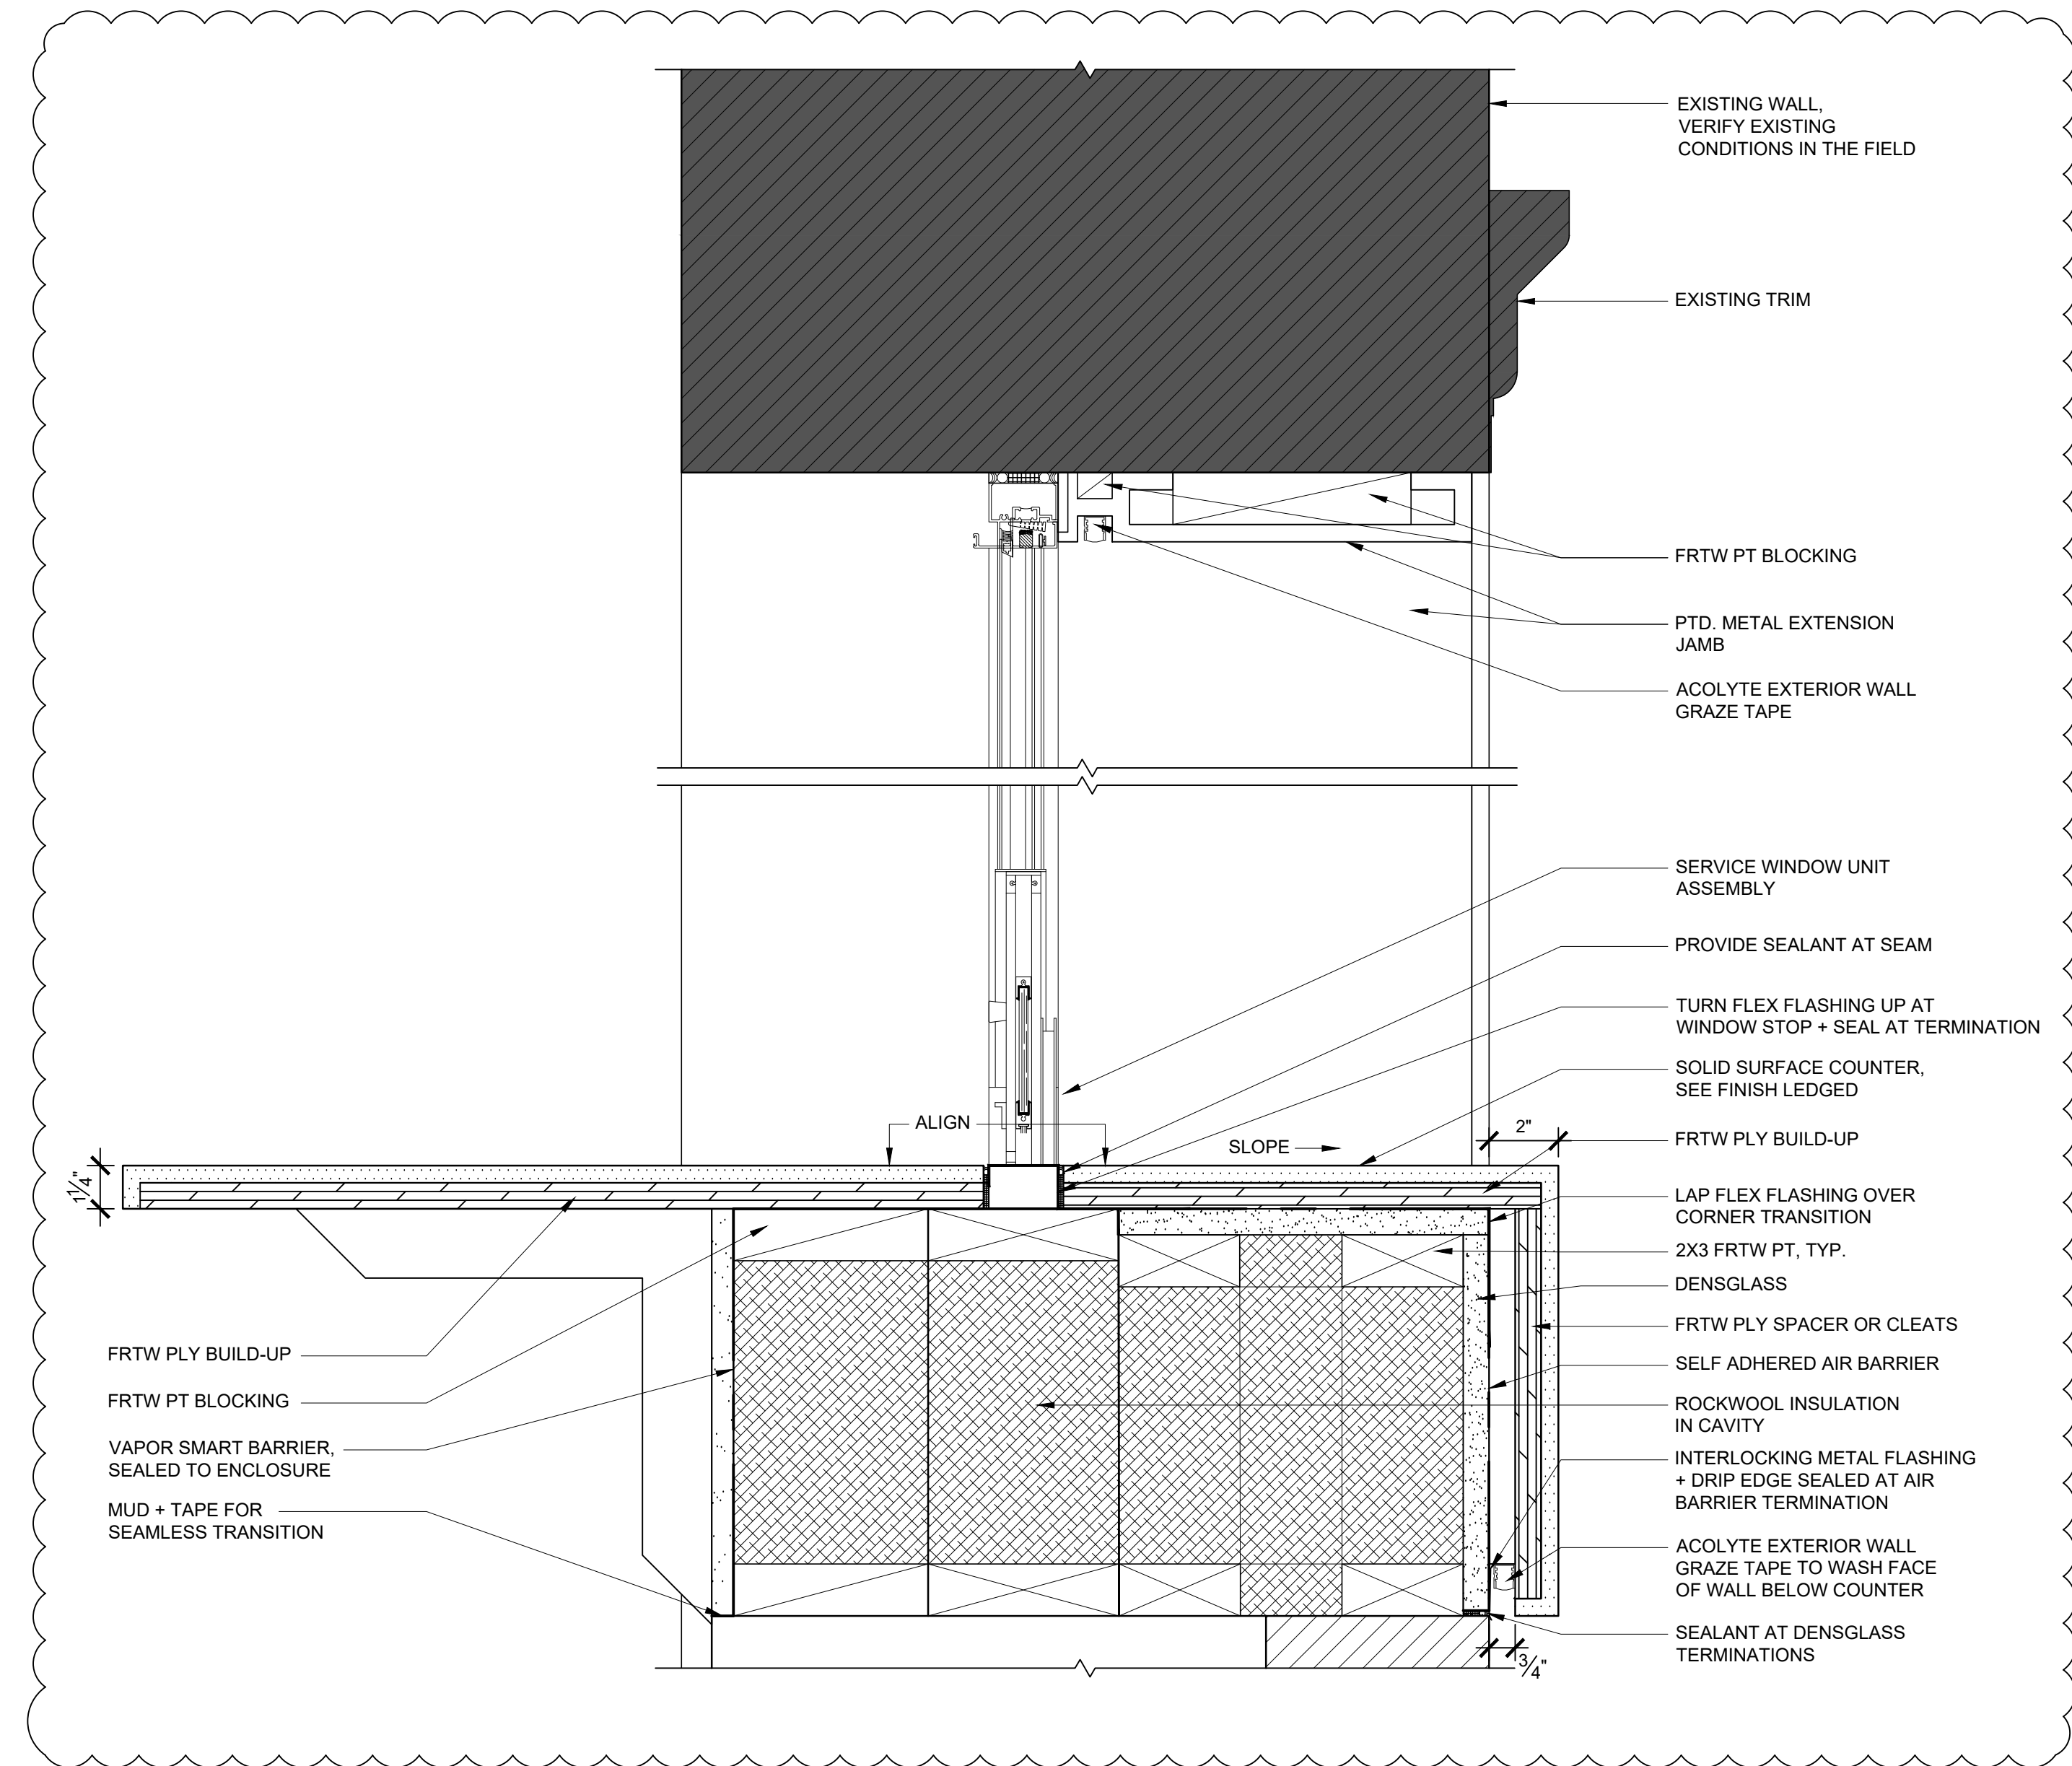 EXISTING WALL,
VERIFY EXISTING
CONDITIONS IN THE FIELD
EXISTING TRIM
FRTW PT BLOCKING
PTD. METAL EXTENSION
JAMB
ACOLYTE EXTERIOR WALL
GRAZE TAPE
SERVICE WINDOW UNIT
ASSEMBLY
PROVIDE SEALANT AT SEAM
TURN FLEX FLASHING UP AT
WINDOW STOP + SEAL AT TERMINATION
SOLID SURFACE COUNTER,
SEE FINISH LEDGED
ALIGN
SLOPE
2"
1 1/4"
FRTW PLY BUILD-UP
LAP FLEX FLASHING OVER
CORNER TRANSITION
2X3 FRTW PT, TYP.
DENSGLASS
FRTW PLY SPACER OR CLEATS
SELF ADHERED AIR BARRIER
ROCKWOOL INSULATION
IN CAVITY
INTERLOCKING METAL FLASHING
+ DRIP EDGE SEALED AT AIR
BARRIER TERMINATION
ACOLYTE EXTERIOR WALL
GRAZE TAPE TO WASH FACE
OF WALL BELOW COUNTER
SEALANT AT DENSGLASS
TERMINATIONS
3/4"
FRTW PLY BUILD-UP
FRTW PT BLOCKING
VAPOR SMART BARRIER,
SEALED TO ENCLOSURE
MUD + TAPE FOR
SEAMLESS TRANSITION